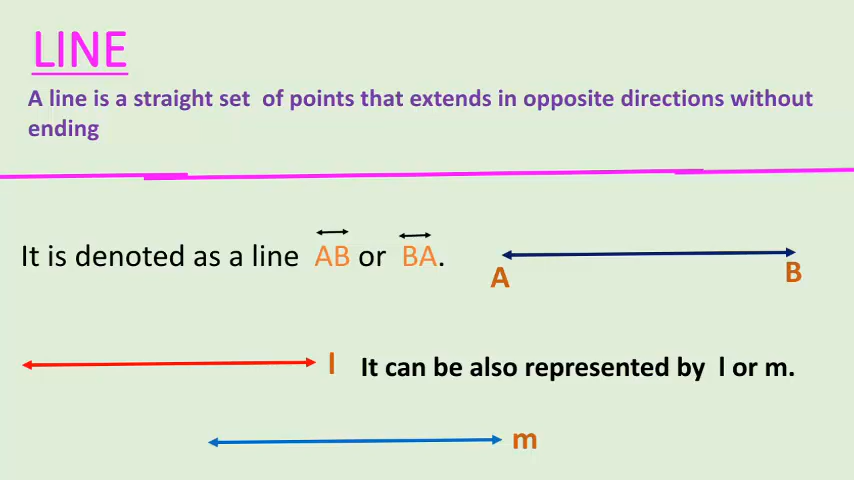 LINE
A line is a straight set of points that extends in opposite directions without
ending
It is denoted as a line AB or BA.
A B
l It can be also represented by l or m.
m